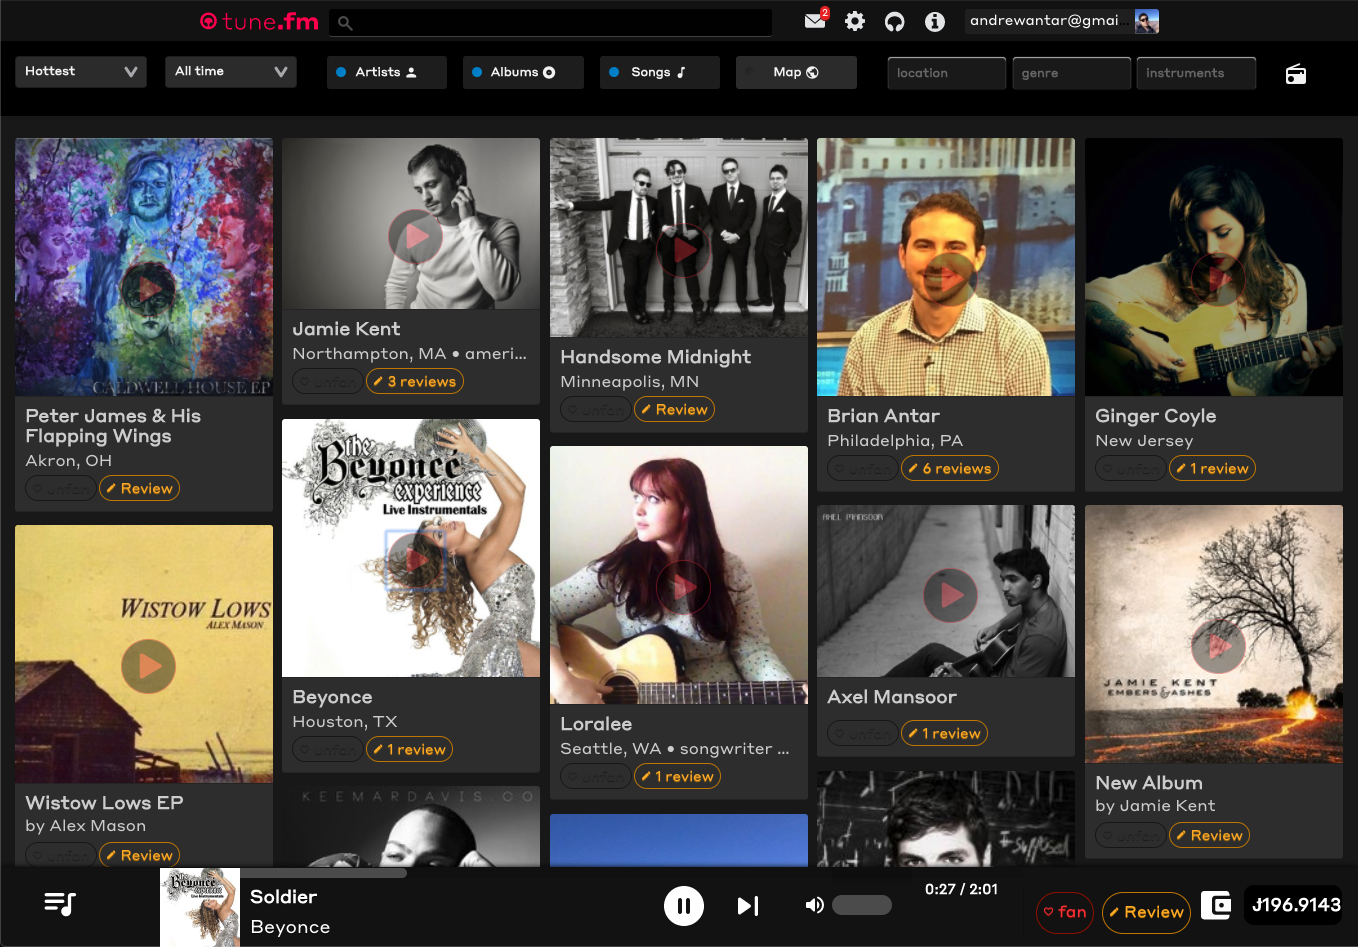 tune.fm
2
andrewantar@gmai...
Hottest
All time
Artists
Albums
Songs
Map
location
genre
instruments
CALDWELL HOUSE EP
Peter James & His
Flapping Wings
Akron, OH
unfan
Review
Jamie Kent
Northampton, MA • ameri...
unfan
3 reviews
Handsome Midnight
Minneapolis, MN
unfan
Review
Brian Antar
Philadelphia, PA
unfan
6 reviews
Ginger Coyle
New Jersey
unfan
1 review
WISTOW LOWS
ALEX MASON
Wistow Lows EP
by Alex Mason
unfan
Review
the
Beyoncé
experience
Live Instrumentals
Beyonce
Houston, TX
unfan
1 review
Loralee
Seattle, WA • songwriter ...
unfan
1 review
AXEL MANSOOR
Axel Mansoor
unfan
1 review
JAMIE KENT
EMBERS & ASHES
New Album
by Jamie Kent
unfan
Review
KEEMARDAVIS.CO
the
Beyoncé
experience
Live Instrumentals
Soldier
Beyonce
0:27 / 2:01
fan
Review
J196.9143